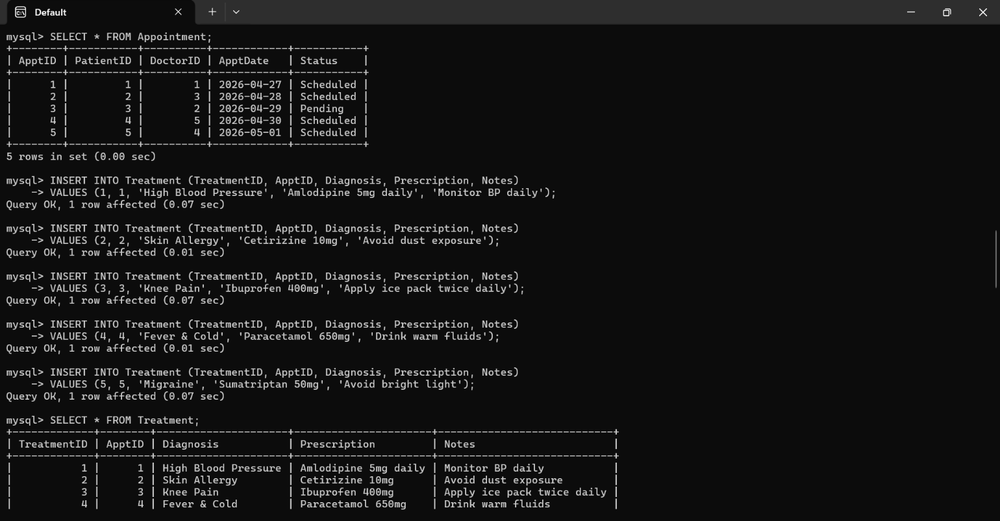 Default
mysql> SELECT * FROM Appointment;
+--------+-----------+----------+------------+-----------+
| ApptID | PatientID | DoctorID | ApptDate   | Status    |
+--------+-----------+----------+------------+-----------+
|      1 |         1 |        1 | 2026-04-27 | Scheduled |
|      2 |         2 |        3 | 2026-04-28 | Scheduled |
|      3 |         3 |        2 | 2026-04-29 | Pending   |
|      4 |         4 |        5 | 2026-04-30 | Scheduled |
|      5 |         5 |        4 | 2026-05-01 | Scheduled |
+--------+-----------+----------+------------+-----------+
5 rows in set (0.00 sec)
mysql> INSERT INTO Treatment (TreatmentID, ApptID, Diagnosis, Prescription, Notes)
    -> VALUES (1, 1, 'High Blood Pressure', 'Amlodipine 5mg daily', 'Monitor BP daily');
Query OK, 1 row affected (0.07 sec)
mysql> INSERT INTO Treatment (TreatmentID, ApptID, Diagnosis, Prescription, Notes)
    -> VALUES (2, 2, 'Skin Allergy', 'Cetirizine 10mg', 'Avoid dust exposure');
Query OK, 1 row affected (0.01 sec)
mysql> INSERT INTO Treatment (TreatmentID, ApptID, Diagnosis, Prescription, Notes)
    -> VALUES (3, 3, 'Knee Pain', 'Ibuprofen 400mg', 'Apply ice pack twice daily');
Query OK, 1 row affected (0.07 sec)
mysql> INSERT INTO Treatment (TreatmentID, ApptID, Diagnosis, Prescription, Notes)
    -> VALUES (4, 4, 'Fever & Cold', 'Paracetamol 650mg', 'Drink warm fluids');
Query OK, 1 row affected (0.01 sec)
mysql> INSERT INTO Treatment (TreatmentID, ApptID, Diagnosis, Prescription, Notes)
    -> VALUES (5, 5, 'Migraine', 'Sumatriptan 50mg', 'Avoid bright light');
Query OK, 1 row affected (0.07 sec)
mysql> SELECT * FROM Treatment;
+-------------+--------+---------------------+----------------------+----------------------------+
| TreatmentID | ApptID | Diagnosis           | Prescription         | Notes                      |
+-------------+--------+---------------------+----------------------+----------------------------+
|           1 |      1 | High Blood Pressure | Amlodipine 5mg daily | Monitor BP daily           |
|           2 |      2 | Skin Allergy        | Cetirizine 10mg      | Avoid dust exposure        |
|           3 |      3 | Knee Pain           | Ibuprofen 400mg      | Apply ice pack twice daily |
|           4 |      4 | Fever & Cold        | Paracetamol 650mg    | Drink warm fluids          |